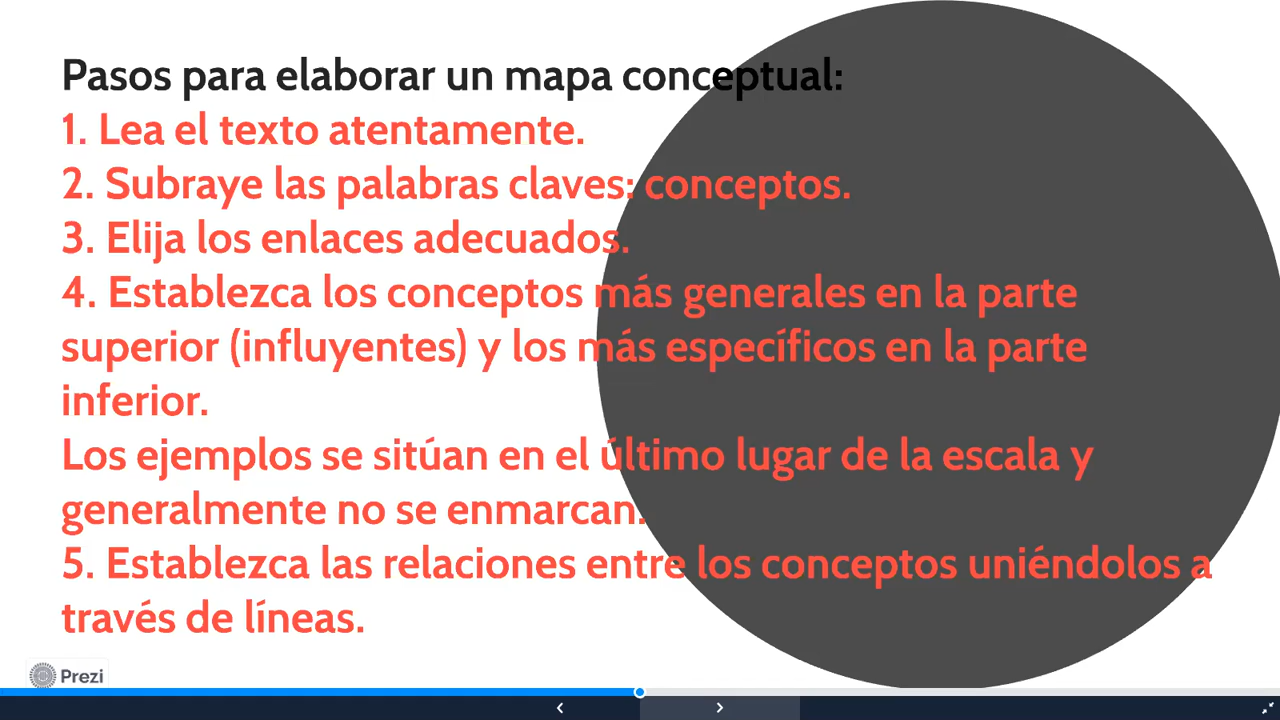 Pasos para elaborar un mapa conceptual:
1. Lea el texto atentamente.
2. Subraye las palabras claves: conceptos.
3. Elija los enlaces adecuados.
4. Establezca los conceptos más generales en la parte
superior (influyentes) y los más específicos en la parte
inferior.
Los ejemplos se sitúan en el último lugar de la escala y
generalmente no se enmarcan.
5. Establezca las relaciones entre los conceptos uniéndolos a
través de líneas.
Prezi